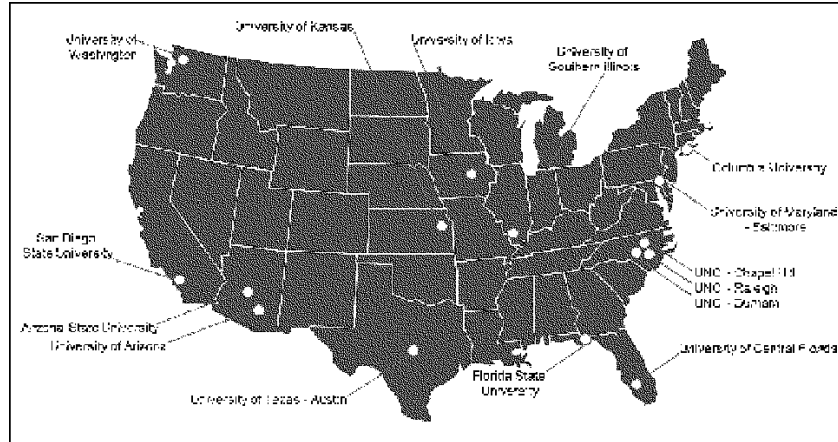 University of Kansas
University of Iowa
University of
Washington
University of
Southern Illinois
Columbia University
University of Maryland
- Baltimore
San Diego
State University
UNC - Chapel Hill
UNC - Raleigh
UNC - Durham
Arizona State University
University of Arizona
University of Central Florida
Florida State
University
University of Texas - Austin